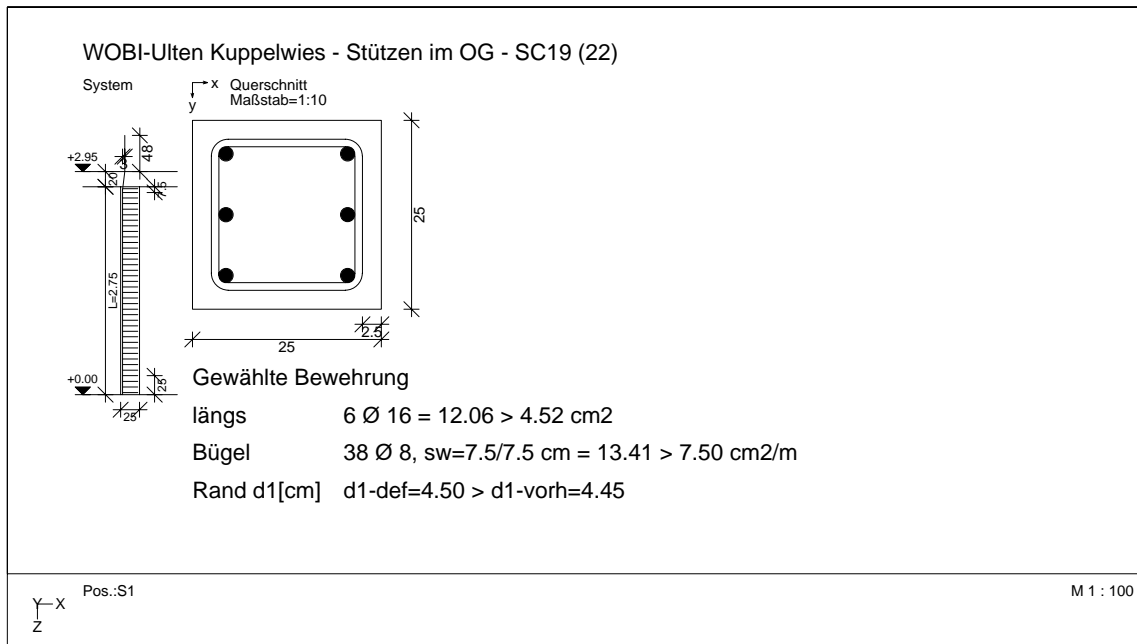 WOBI-Ulten Kuppelwies - Stützen im OG - SC19 (22)
System
x
Querschnitt
y
Maßstab=1:10
+2.95
48
3
20
7.5
25
L=2.75
2.5
25
+0.00
25
25
Gewählte Bewehrung
längs 6 Ø 16 = 12.06 > 4.52 cm2
Bügel 38 Ø 8, sw=7.5/7.5 cm = 13.41 > 7.50 cm2/m
Rand d1[cm] d1-def=4.50 > d1-vorh=4.45
Pos.:S1
M 1 : 100
Y X
Z